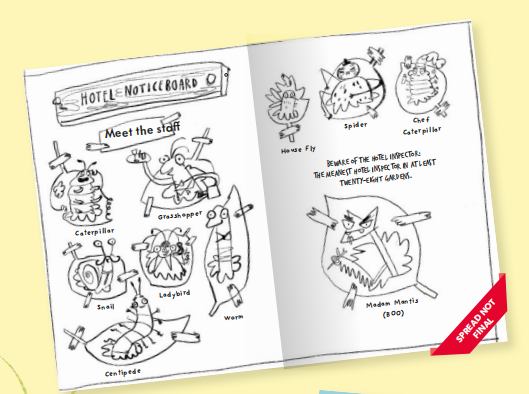 HOTEL NOTICEBOARD
Meet the staff
Caterpillar
Grasshopper
Snail
Ladybird
Worm
Centipede
House Fly
Spider
Chef
Caterpillar
BEWARE OF THE HOTEL INSPECTOR:
THE MEANEST HOTEL INSPECTOR IN AT LEAST
TWENTY-EIGHT GARDENS.
Madam Mantis
(BOO)
SPREAD NOT
FINAL